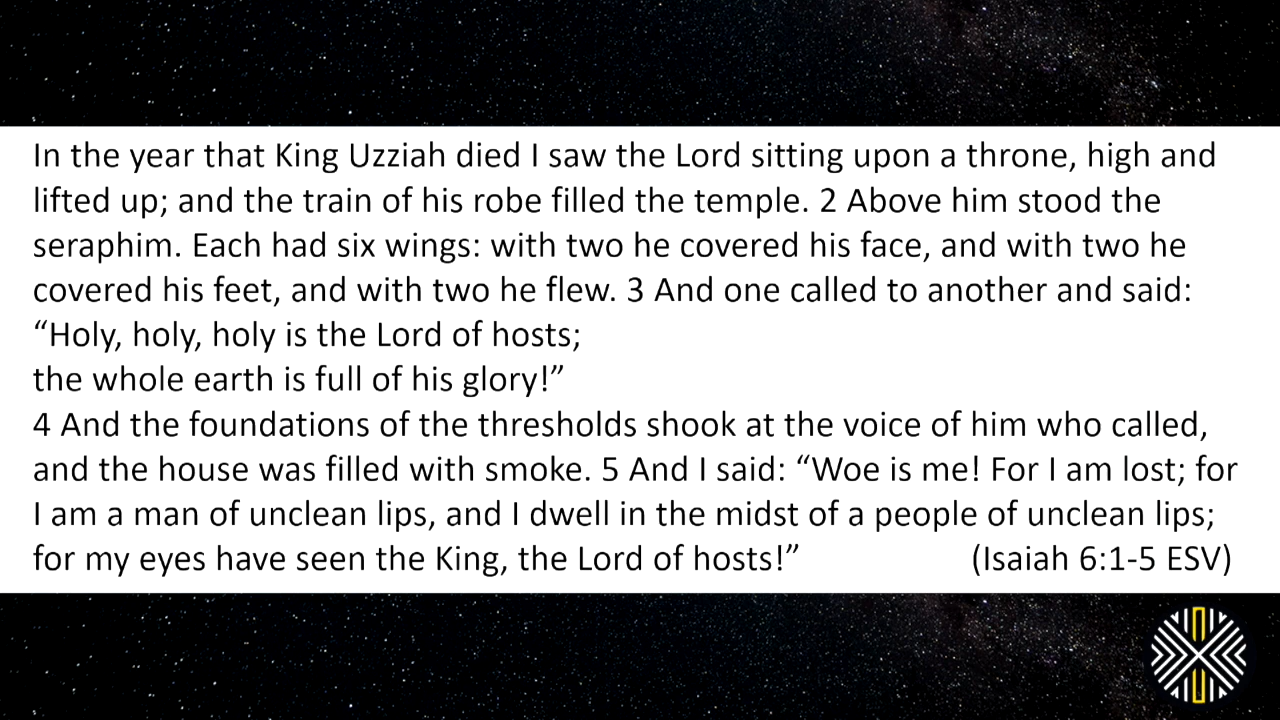 In the year that King Uzziah died I saw the Lord sitting upon a throne, high and
lifted up; and the train of his robe filled the temple. 2 Above him stood the
seraphim. Each had six wings: with two he covered his face, and with two he
covered his feet, and with two he flew. 3 And one called to another and said:
“Holy, holy, holy is the Lord of hosts;
the whole earth is full of his glory!”
4 And the foundations of the thresholds shook at the voice of him who called,
and the house was filled with smoke. 5 And I said: “Woe is me! For I am lost; for
I am a man of unclean lips, and I dwell in the midst of a people of unclean lips;
for my eyes have seen the King, the Lord of hosts!” (Isaiah 6:1-5 ESV)